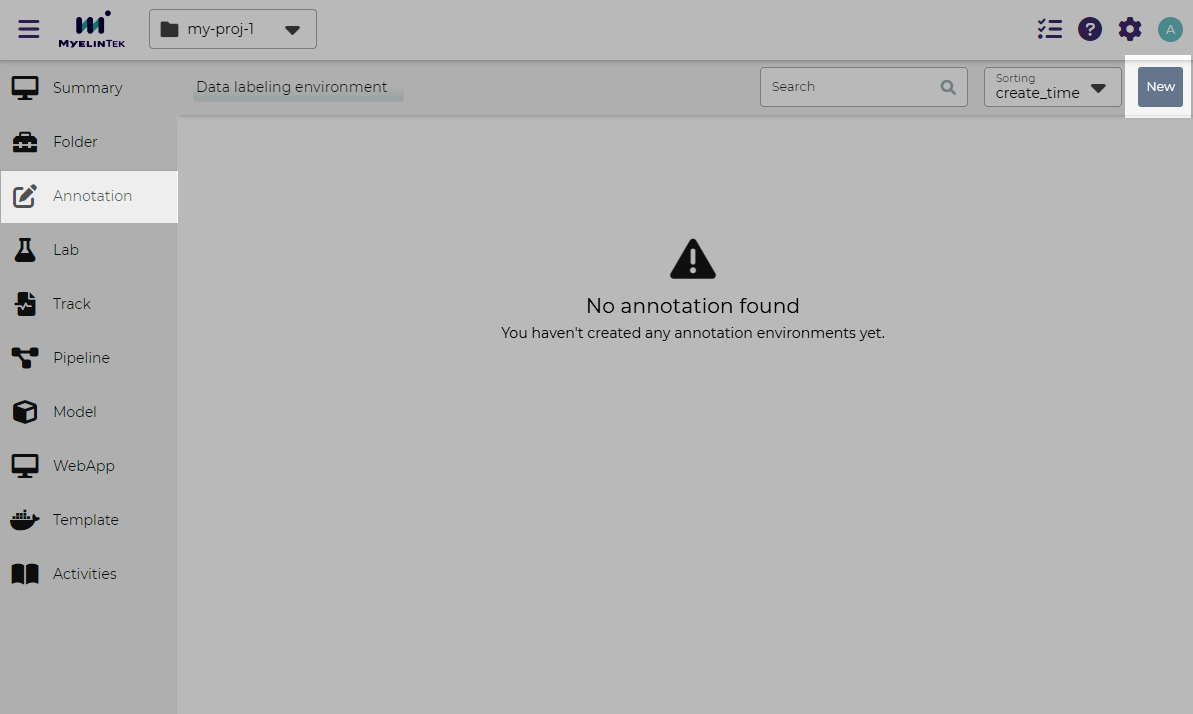 MYELINTEK
my-proj-1
?
A
Summary
Folder
Annotation
Lab
Track
Pipeline
Model
WebApp
Template
Activities
Data labeling environment
Search
Sorting
create_time
New
No annotation found
You haven't created any annotation environments yet.